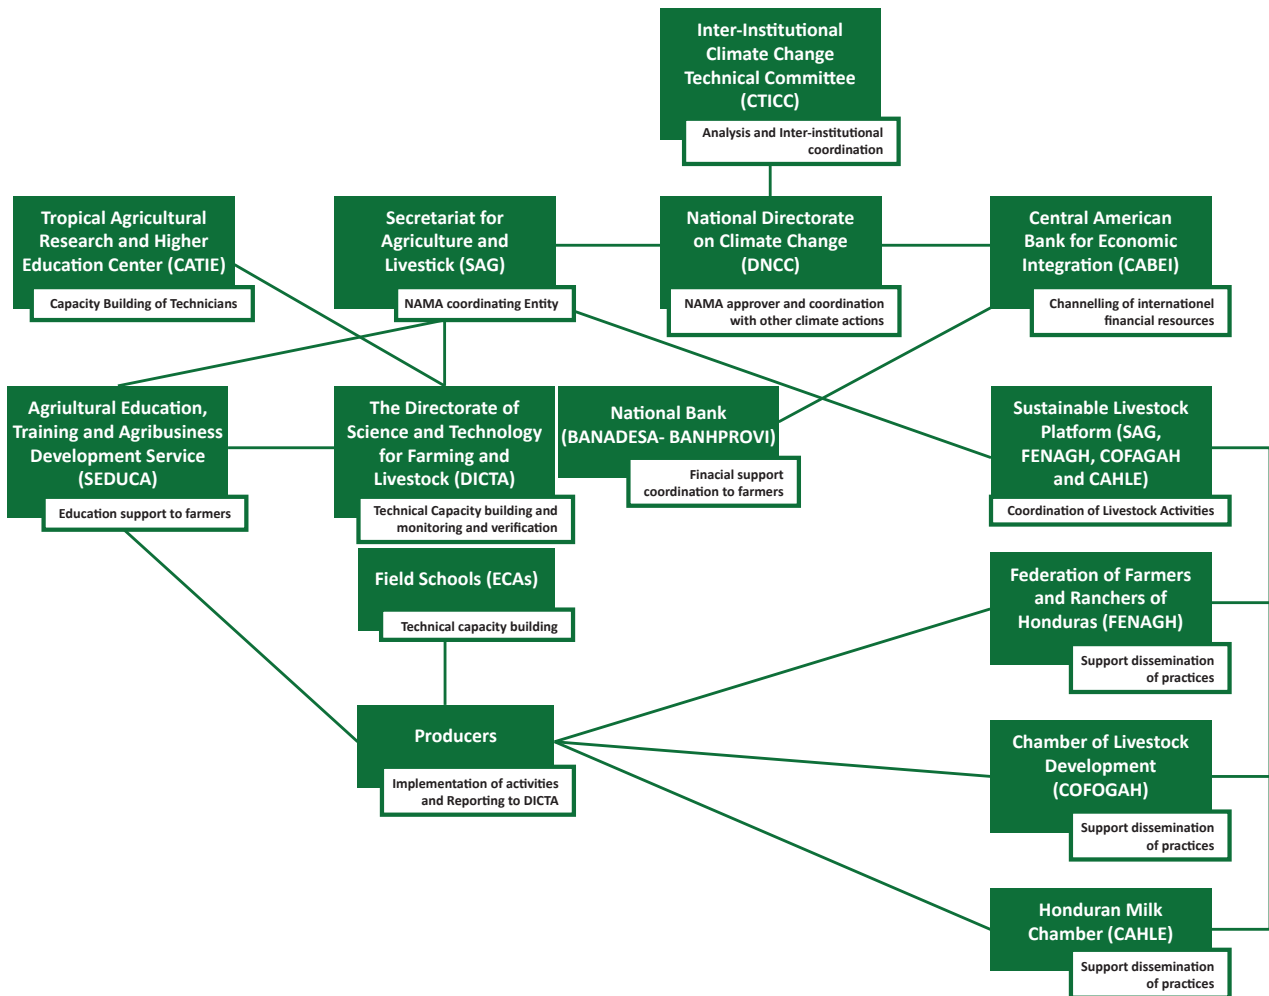 Inter-Institutional
Climate Change
Technical Committee
(CTICC)
Analysis and Inter-institutional
coordination
Tropical Agricultural
Research and Higher
Education Center (CATIE)
Capacity Building of Technicians
Secretariat for
Agriculture and
Livestick (SAG)
NAMA coordinating Entity
National Directorate
on Climate Change
(DNCC)
NAMA approver and coordination
with other climate actions
Central American
Bank for Economic
Integration (CABEI)
Channelling of internationel
financial resources
Agriultural Education,
Training and Agribusiness
Development Service
(SEDUCA)
Education support to farmers
The Directorate of
Science and Technology
for Farming and
Livestock (DICTA)
Technical Capacity building and
monitoring and verification
National Bank
(BANADESA- BANHPROVI)
Finacial support
coordination to farmers
Sustainable Livestock
Platform (SAG,
FENAGH, COFAGAH
and CAHLE)
Coordination of Livestock Activities
Field Schools (ECAs)
Technical capacity building
Federation of Farmers
and Ranchers of
Honduras (FENAGH)
Support dissemination
of practices
Producers
Implementation of activities
and Reporting to DICTA
Chamber of Livestock
Development
(COFOGAH)
Support dissemination
of practices
Honduran Milk
Chamber (CAHLE)
Support dissemination
of practices